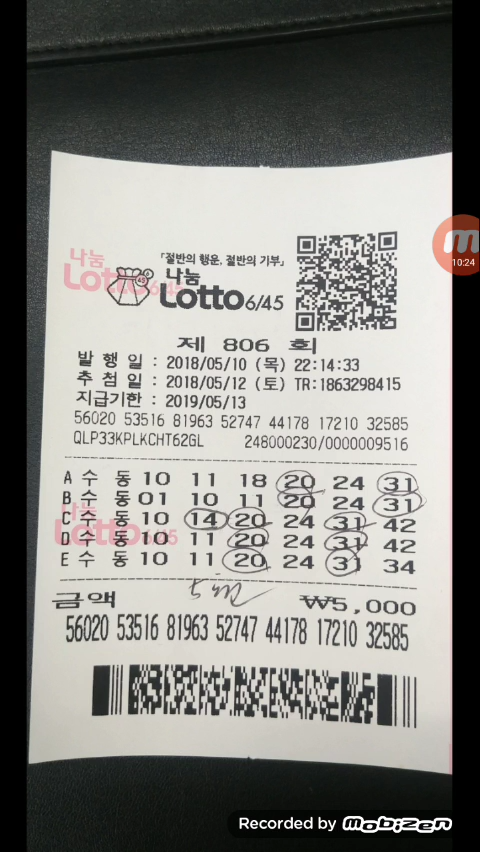 「절반의 행운, 절반의 기부」
나눔
Lotto 6/45
제 806 회
발 행 일 : 2018/05/10 (목) 22:14:33
추 첨 일 : 2018/05/12 (토) TR:1863298415
지급기한 : 2019/05/13
56020 53516 81963 52747 44178 17210 32585
QLP33KPLKCHT62GL 248000230/0000009516
A 수 동 10 11 18 20 24 31
B 수 동 01 10 11 20 24 31
C 수 동 10 14 20 24 31 42
D 수 동 10 11 20 24 31 42
E 수 동 10 11 20 24 31 34
금액 ₩5,000
56020 53516 81963 52747 44178 17210 32585
10:24
Recorded by mobizen